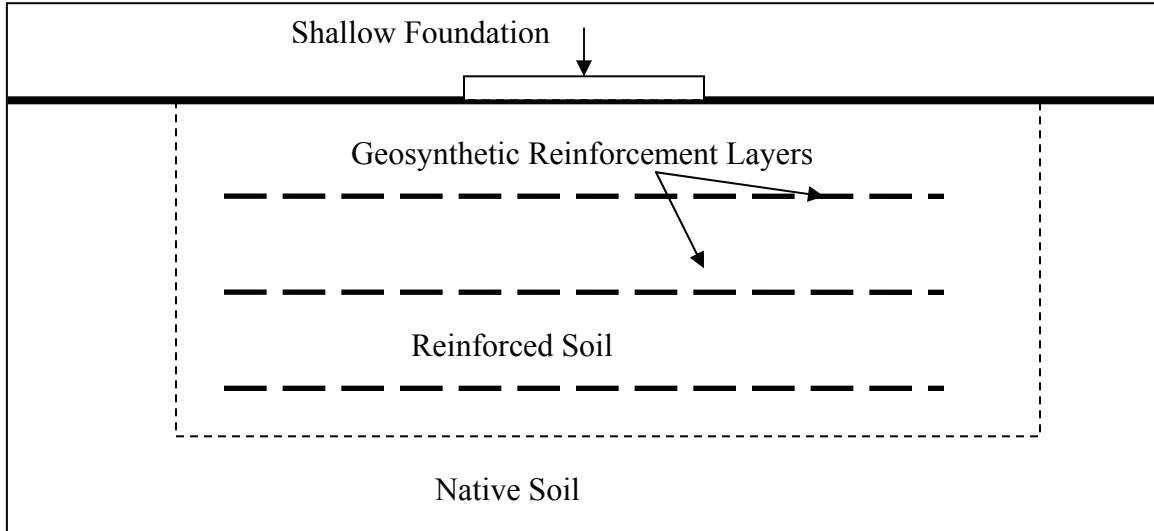 Shallow Foundation
Geosynthetic Reinforcement Layers
Reinforced Soil
Native Soil